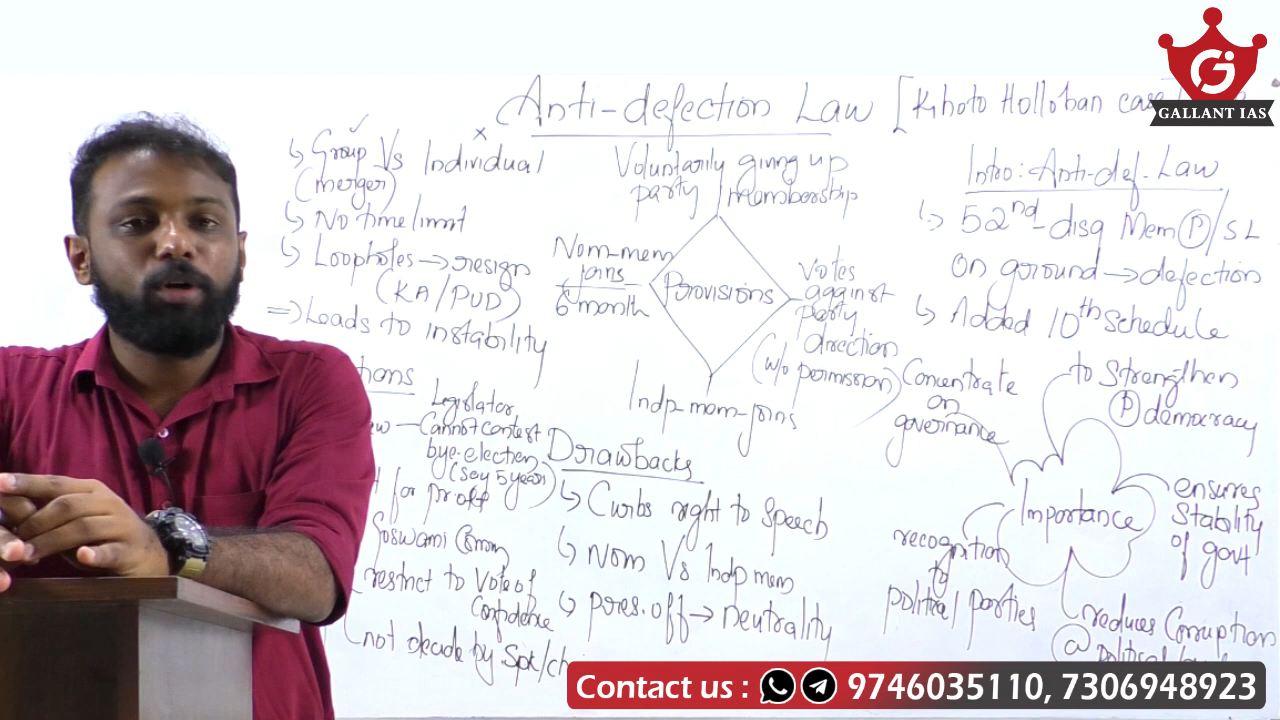 GALLANT IAS
Anti-defection Law [Kihoto Holloban case
↳ Group Vs Individual
(merger)
↳ No time limit
↳ Loopholes → resign
(KA/PUD)
⇒ Leads to instability
Legislator
Cannot contest
bye-election
(say 5 years)
for profit
Goswami Comm
restrict to Vote of
Confidence
not decide by Spk/
Voluntarily giving up
party membership
Nom-mem
joins
6 month
Provisions
Votes
against
party
direction
(w/o permission)
Indp-mem-joins
Drawbacks
↳ Curbs right to speech
↳ Nom Vs Indp mem
↳ pres. off → neutrality
Intro: Anti-def-Law
↳ 52nd - disq Mem (P)/SL
On ground → defection
↳ Added 10th Schedule
Concentrate
on
governance
to strengthen
(P) democracy
Importance
ensures
Stability
of govt
recognition
to
political parties
reduces Corruption
@ political
Contact us : 9746035110, 7306948923